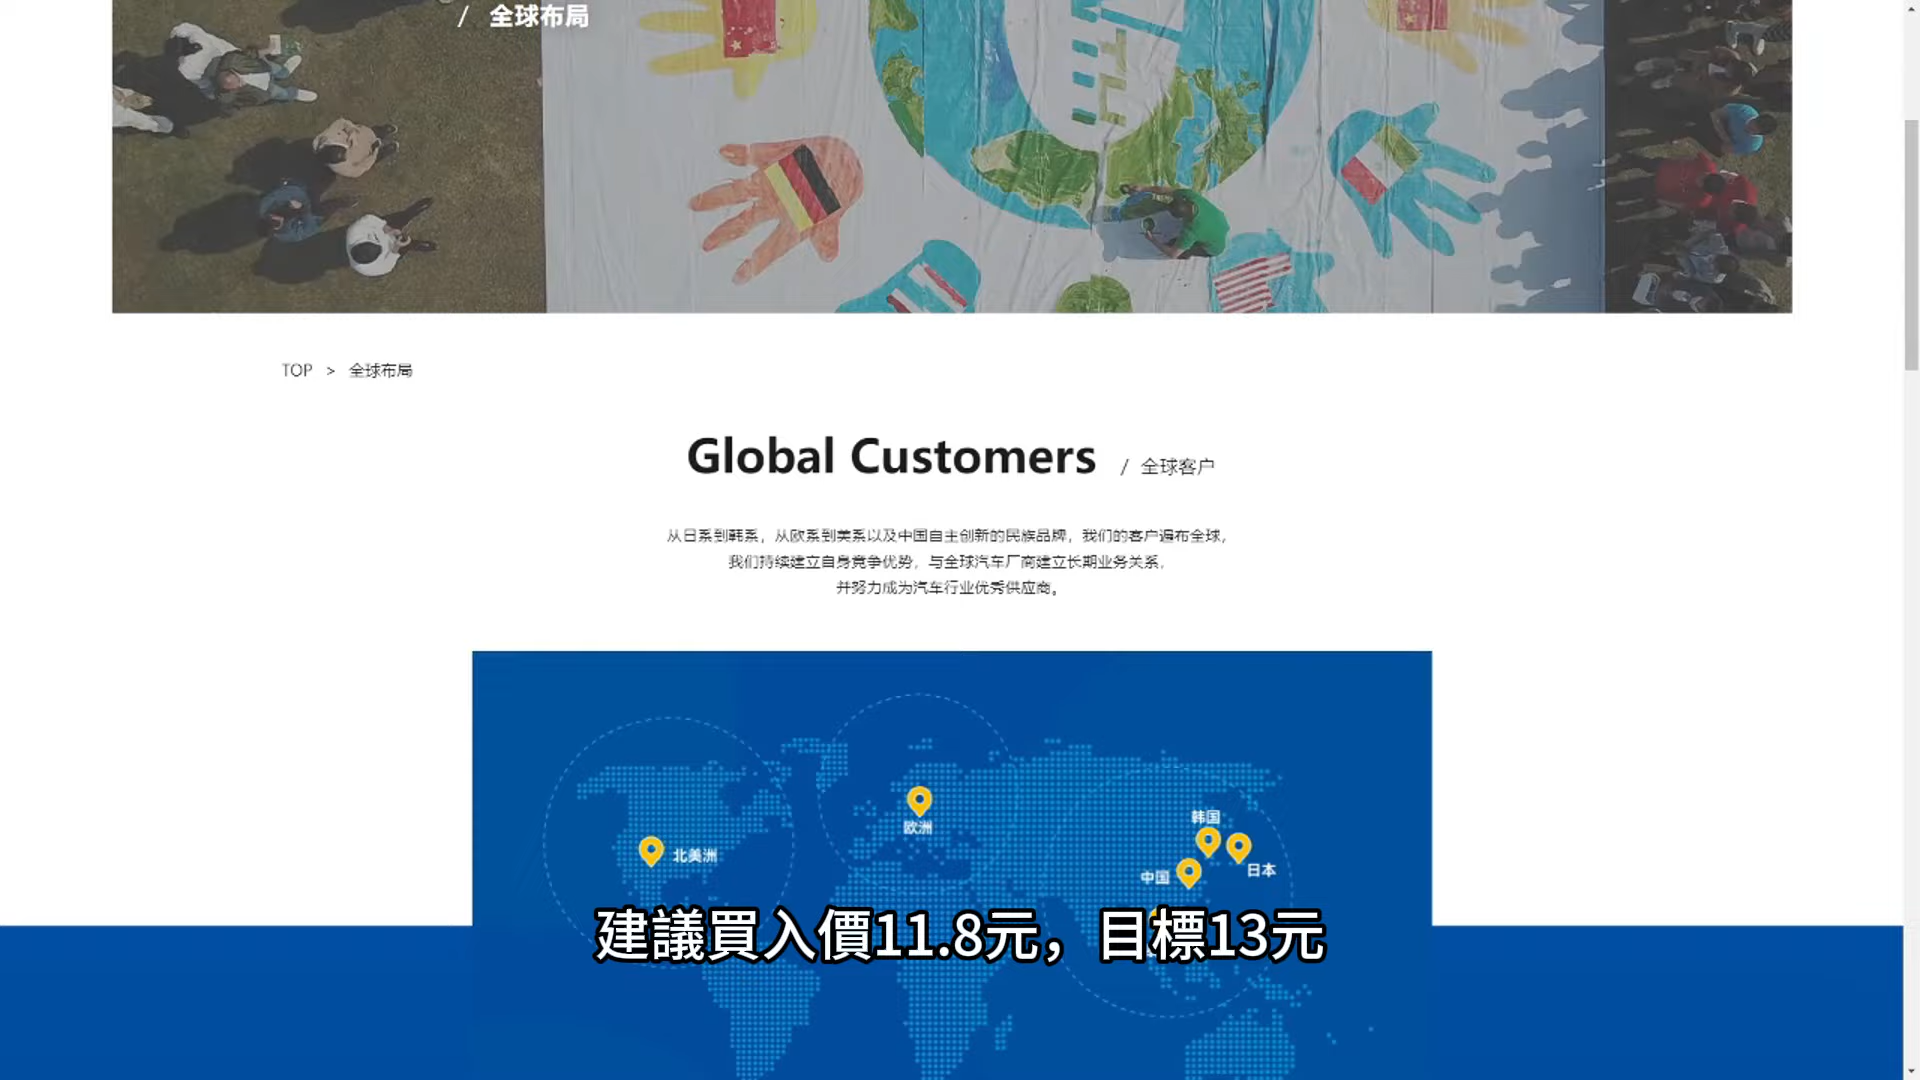 / 全球布局
TOP > 全球布局
Global Customers / 全球客户
从日系到韩系，从欧系到美系以及中国自主创新的民族品牌，我们的客户遍布全球，
我们持续建立自身竞争优势，与全球汽车厂商建立长期业务关系，
并努力成为汽车行业优秀供应商。
欧洲
韩国
北美洲
日本
中国
建議買入價11.8元，目標13元